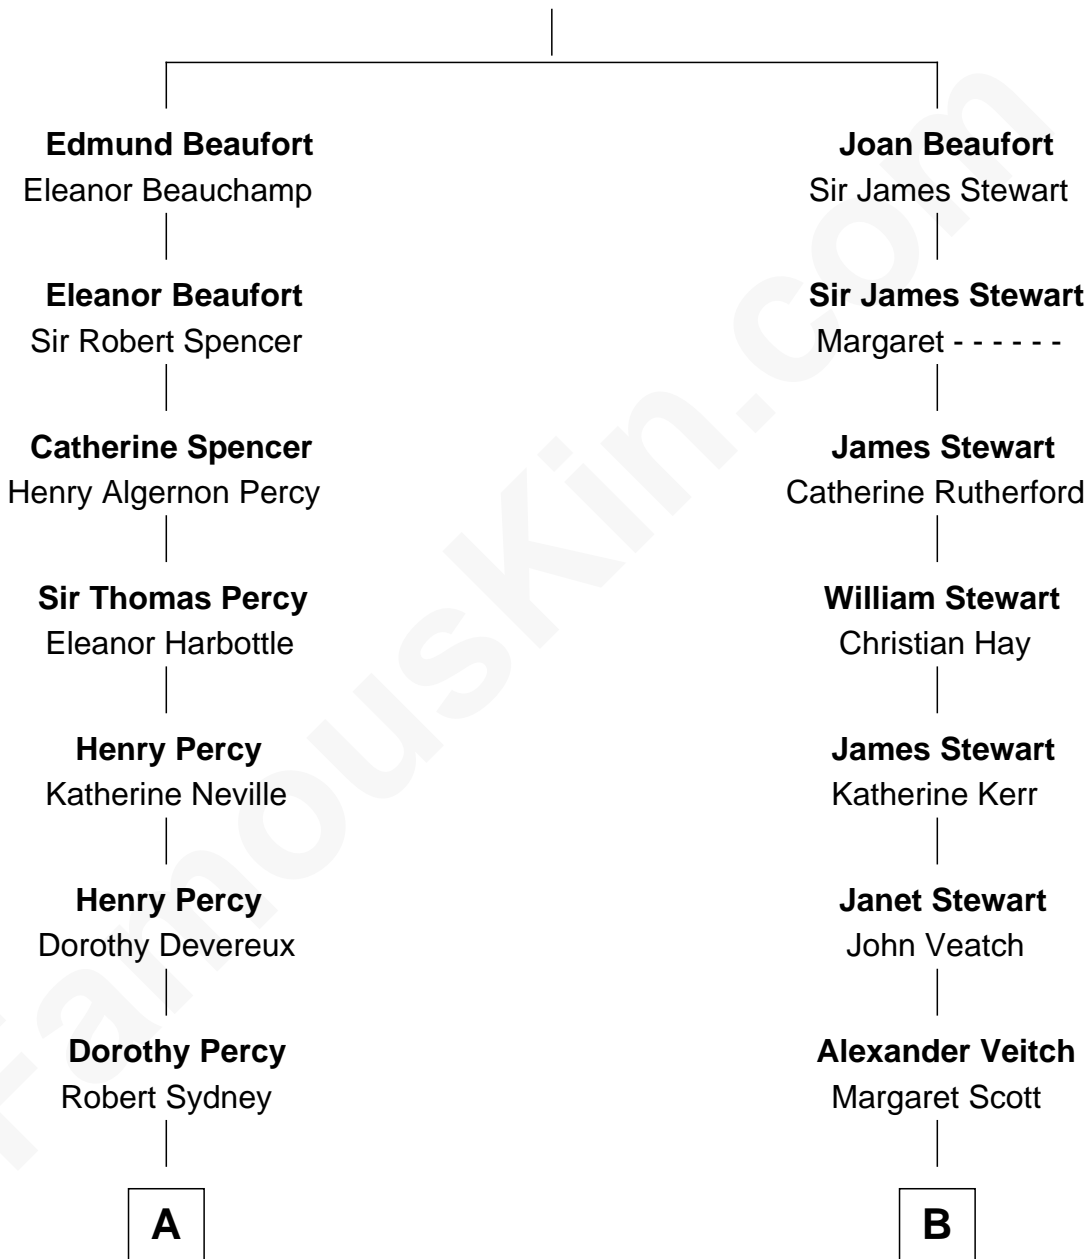 Edmund Beaufort
Eleanor Beauchamp
Eleanor Beaufort
Sir Robert Spencer
Catherine Spencer
Henry Algernon Percy
Sir Thomas Percy
Eleanor Harbottle
Henry Percy
Katherine Neville
Henry Percy
Dorothy Devereux
Dorothy Percy
Robert Sydney
A
Joan Beaufort
Sir James Stewart
Sir James Stewart
Margaret - - - - - -
James Stewart
Catherine Rutherford
William Stewart
Christian Hay
James Stewart
Katherine Kerr
Janet Stewart
John Veatch
Alexander Veitch
Margaret Scott
B
FamousKin.com